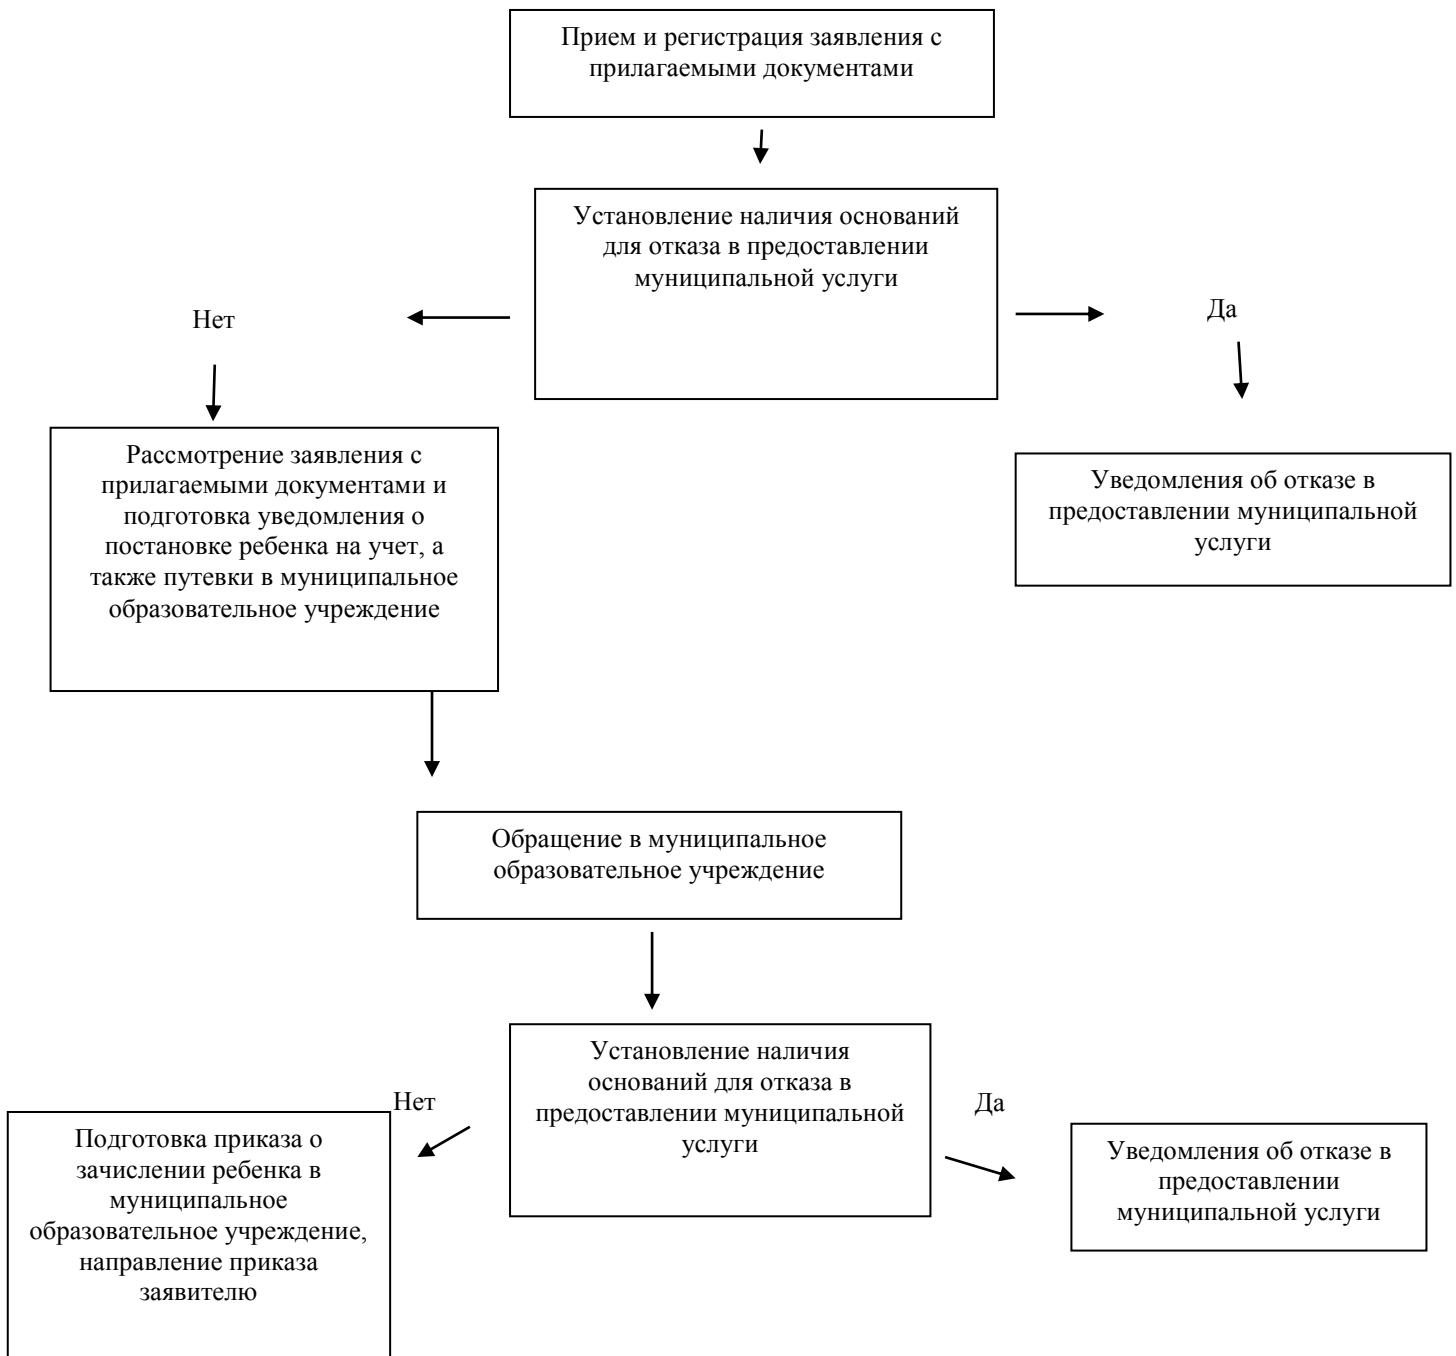 Прием и регистрация заявления с
прилагаемыми документами
Установление наличия оснований
для отказа в предоставлении
муниципальной услуги
Нет
Да
Рассмотрение заявления с
прилагаемыми документами и
подготовка уведомления о
постановке ребенка на учет, а
также путевки в муниципальное
образовательное учреждение
Уведомления об отказе в
предоставлении муниципальной
услуги
Обращение в муниципальное
образовательное учреждение
Установление наличия
оснований для отказа в
предоставлении муниципальной
услуги
Нет
Да
Подготовка приказа о
зачислении ребенка в
муниципальное
образовательное учреждение,
направление приказа
заявителю
Уведомления об отказе в
предоставлении
муниципальной услуги